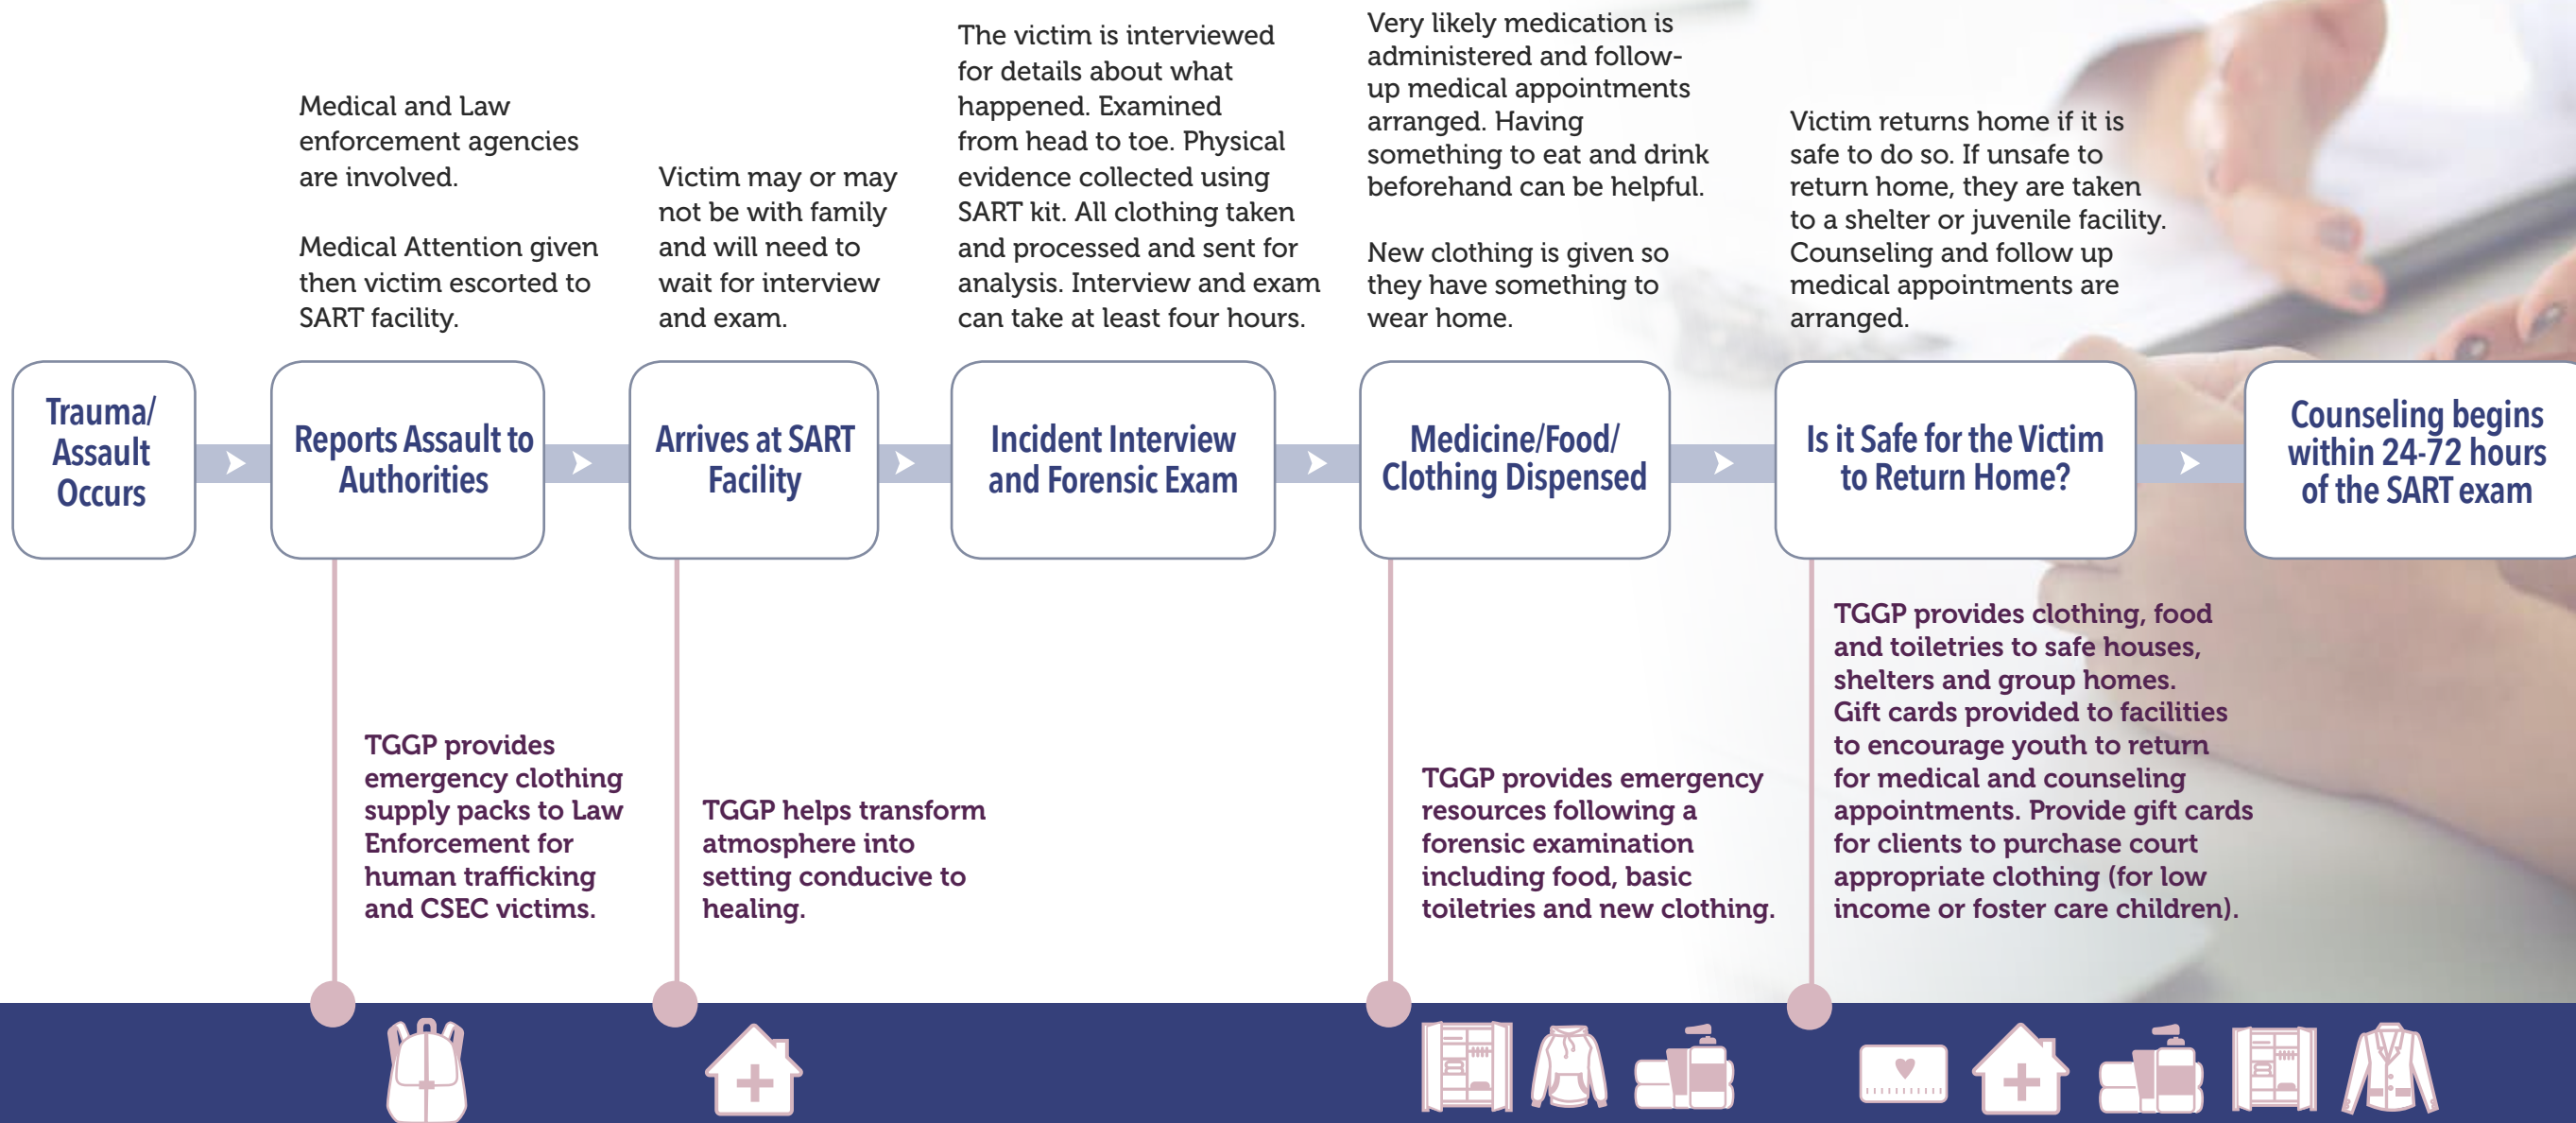 Medical and Law
enforcement agencies
are involved.
Medical Attention given
then victim escorted to
SART facility.
Victim may or may
not be with family
and will need to
wait for interview
and exam.
The victim is interviewed
for details about what
happened. Examined
from head to toe. Physical
evidence collected using
SART kit. All clothing taken
and processed and sent for
analysis. Interview and exam
can take at least four hours.
Very likely medication is
administered and follow-
up medical appointments
arranged. Having
something to eat and drink
beforehand can be helpful.
New clothing is given so
they have something to
wear home.
Victim returns home if it is
safe to do so. If unsafe to
return home, they are taken
to a shelter or juvenile facility.
Counseling and follow up
medical appointments are
arranged.
Trauma/
Assault
Occurs
Reports Assault to
Authorities
Arrives at SART
Facility
Incident Interview
and Forensic Exam
Medicine/Food/
Clothing Dispensed
Is it Safe for the Victim
to Return Home?
Counseling begins
within 24-72 hours
of the SART exam
TGGP provides
emergency clothing
supply packs to Law
Enforcement for
human trafficking
and CSEC victims.
TGGP helps transform
atmosphere into
setting conducive to
healing.
TGGP provides emergency
resources following a
forensic examination
including food, basic
toiletries and new clothing.
TGGP provides clothing, food
and toiletries to safe houses,
shelters and group homes.
Gift cards provided to facilities
to encourage youth to return
for medical and counseling
appointments. Provide gift cards
for clients to purchase court
appropriate clothing (for low
income or foster care children).